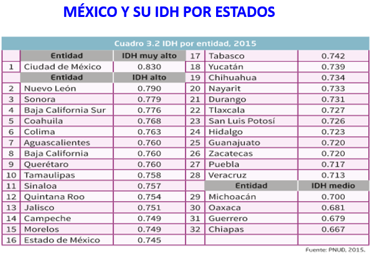 MÉXICO Y SU IDH POR ESTADOS
Cuadro 3.2 IDH por entidad, 2015
Entidad IDH muy alto
1 Ciudad de México 0.830
Entidad IDH alto
2 Nuevo León 0.790
3 Sonora 0.779
4 Baja California Sur 0.776
5 Coahuila 0.768
6 Colima 0.763
7 Aguascalientes 0.760
8 Baja California 0.760
9 Querétaro 0.760
10 Tamaulipas 0.758
11 Sinaloa 0.757
12 Quintana Roo 0.754
13 Jalisco 0.751
14 Campeche 0.749
15 Morelos 0.749
16 Estado de México 0.745
17 Tabasco 0.742
18 Yucatán 0.739
19 Chihuahua 0.734
20 Nayarit 0.733
21 Durango 0.731
22 Tlaxcala 0.727
23 San Luis Potosí 0.726
24 Hidalgo 0.723
25 Guanajuato 0.720
26 Zacatecas 0.720
27 Puebla 0.717
28 Veracruz 0.713
Entidad IDH medio
29 Michoacán 0.700
30 Oaxaca 0.681
31 Guerrero 0.679
32 Chiapas 0.667
Fuente: PNUD, 2015.